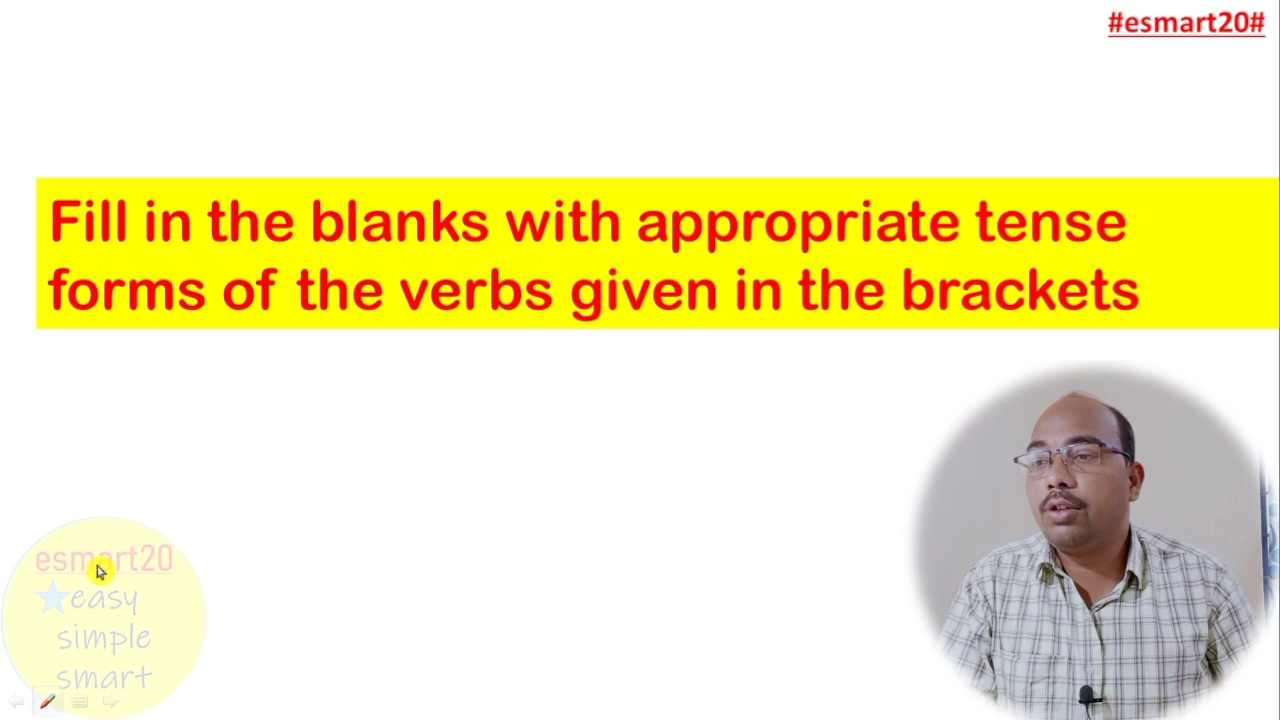 #esmart20#
Fill in the blanks with appropriate tense
forms of the verbs given in the brackets
esmart20
easy
simple
smart